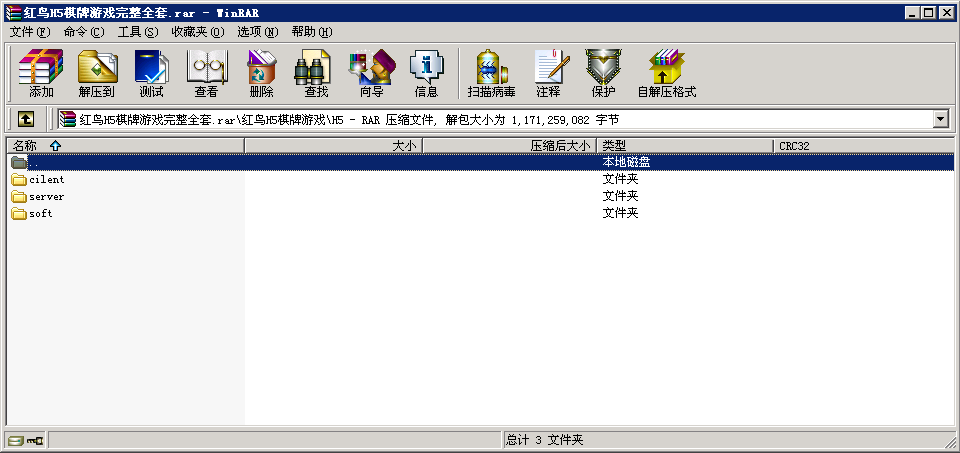 红鸟H5棋牌游戏完整全套.rar - WinRAR
文件(F) 命令(C) 工具(S) 收藏夹(O) 选项(N) 帮助(H)
添加 解压到 测试 查看 删除 查找 向导 信息 扫描病毒 注释 保护 自解压格式
红鸟H5棋牌游戏完整全套.rar\红鸟H5棋牌游戏\H5 - RAR 压缩文件, 解包大小为 1,171,259,082 字节
名称 大小 压缩后大小 类型 CRC32
.. 本地磁盘
cilent 文件夹
server 文件夹
soft 文件夹
总计 3 文件夹